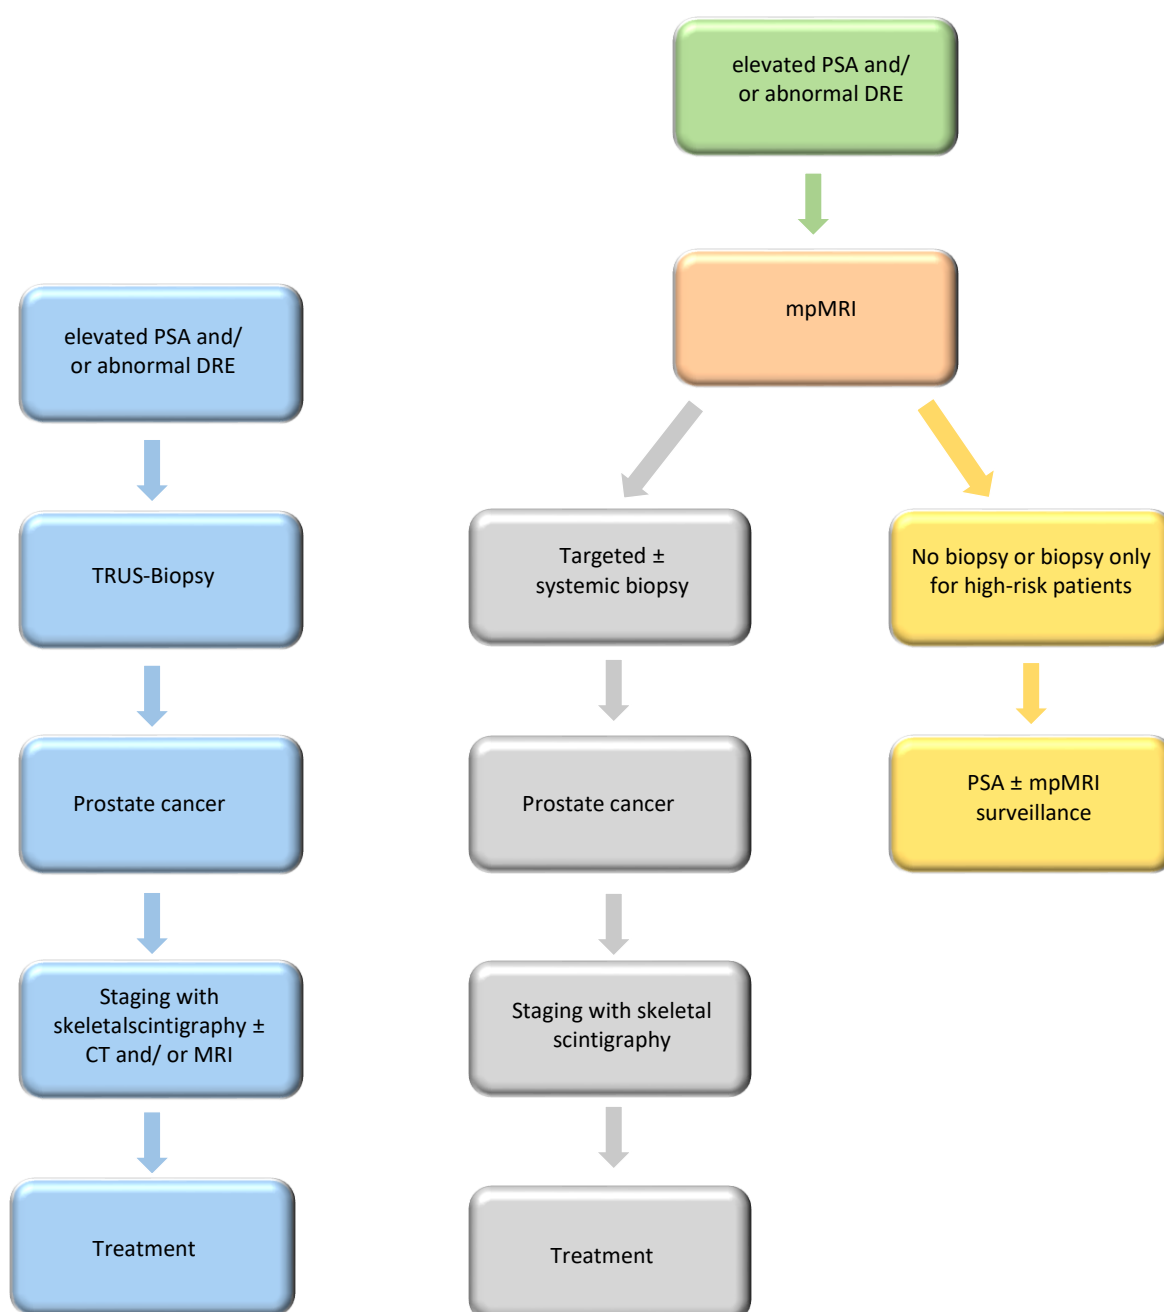 elevated PSA and/
or abnormal DRE
TRUS-Biopsy
Prostate cancer
Staging with
skeletalscintigraphy ±
CT and/ or MRI
Treatment
elevated PSA and/
or abnormal DRE
mpMRI
Targeted ±
systemic biopsy
Prostate cancer
Staging with skeletal
scintigraphy
Treatment
No biopsy or biopsy only
for high-risk patients
PSA ± mpMRI
surveillance